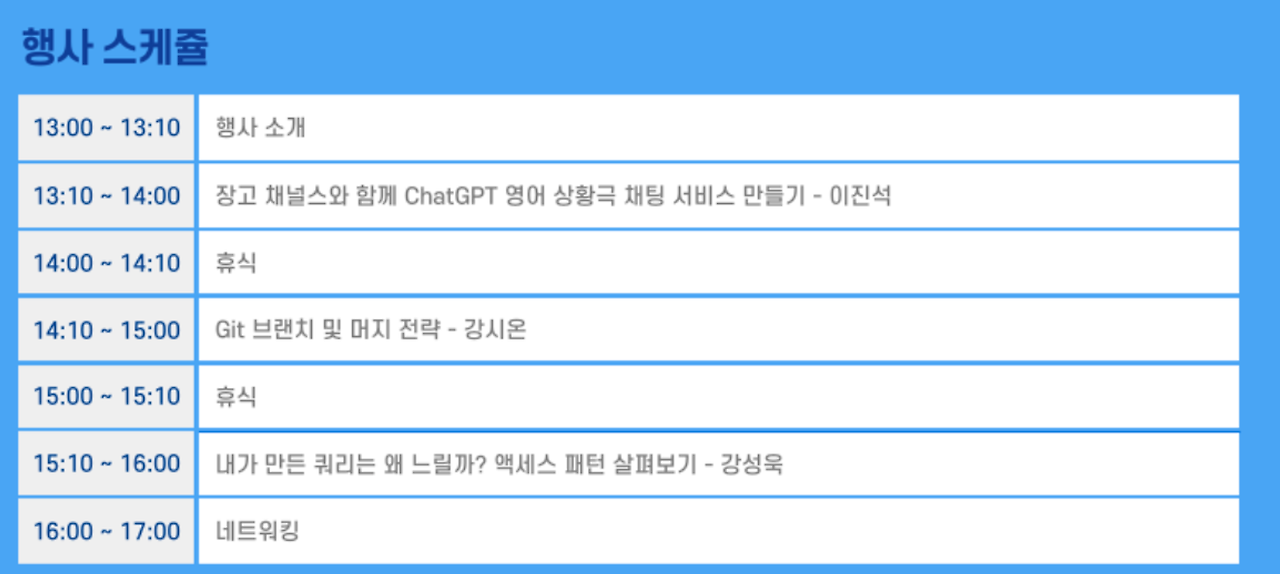 행사 스케쥴
13:00 ~ 13:10 행사 소개
13:10 ~ 14:00 장고 채널스와 함께 ChatGPT 영어 상황극 채팅 서비스 만들기 - 이진석
14:00 ~ 14:10 휴식
14:10 ~ 15:00 Git 브랜치 및 머지 전략 - 강시온
15:00 ~ 15:10 휴식
15:10 ~ 16:00 내가 만든 쿼리는 왜 느릴까? 액세스 패턴 살펴보기 - 강성욱
16:00 ~ 17:00 네트워킹